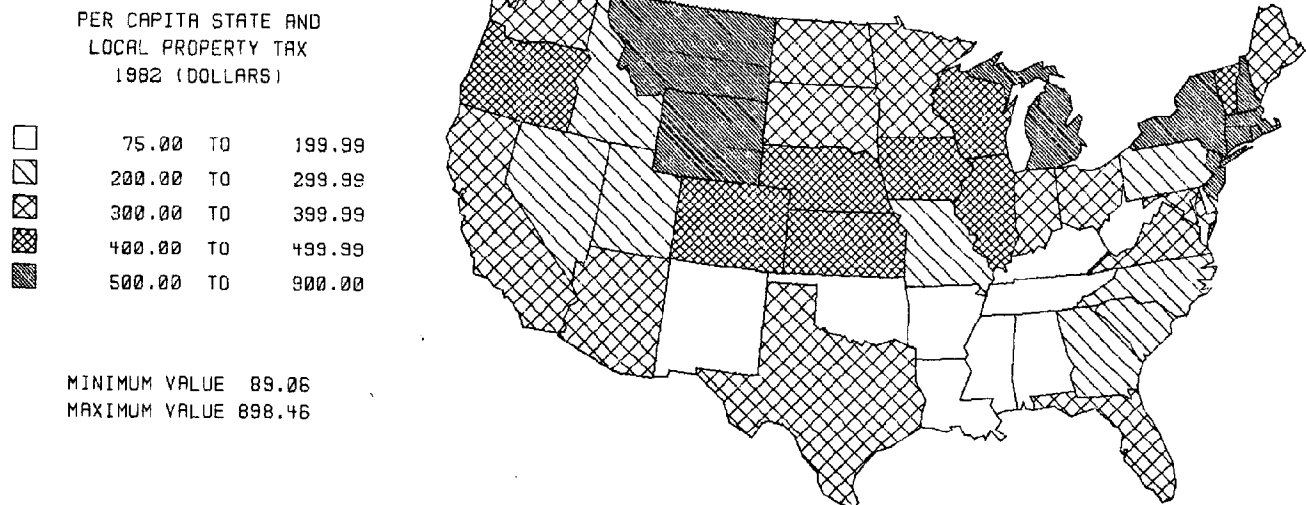 PER CAPITA STATE AND
LOCAL PROPERTY TAX
1982 (DOLLARS)
75.00 TO 199.99
200.00 TO 299.99
300.00 TO 399.99
400.00 TO 499.99
500.00 TO 900.00
MINIMUM VALUE 89.06
MAXIMUM VALUE 898.46